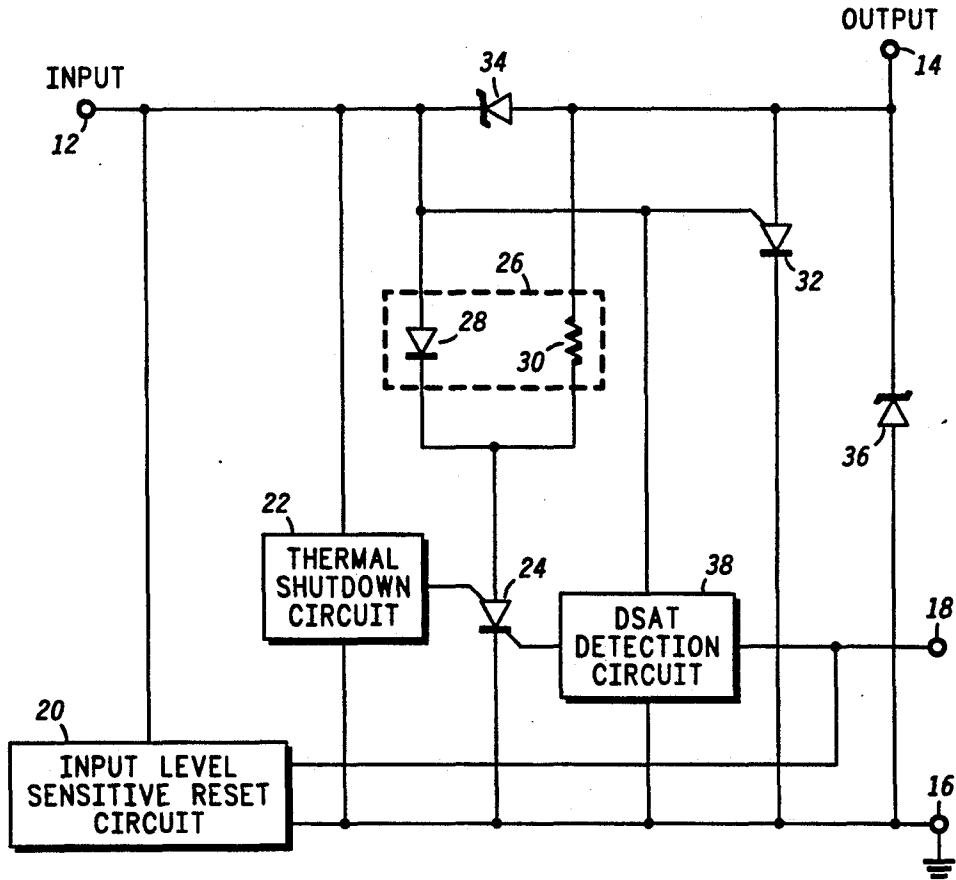 OUTPUT
14
INPUT
12
34
32
26
28
30
36
22
THERMAL
SHUTDOWN
CIRCUIT
24
38
DSAT
DETECTION
CIRCUIT
18
20
INPUT LEVEL
SENSITIVE RESET
CIRCUIT
16